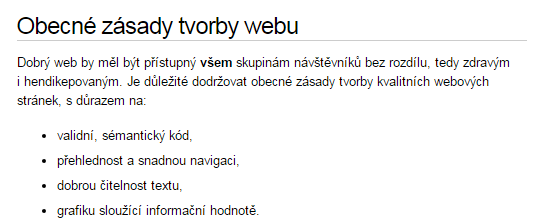 Obecné zásady tvorby webu
Dobrý web by měl být přístupný všem skupinám návštěvníků bez rozdílu, tedy zdravým
i hendikepovaným. Je důležité dodržovat obecné zásady tvorby kvalitních webových
stránek, s důrazem na:
• validní, sémantický kód,
• přehlednost a snadnou navigaci,
• dobrou čitelnost textu,
• grafiku sloužící informační hodnotě.